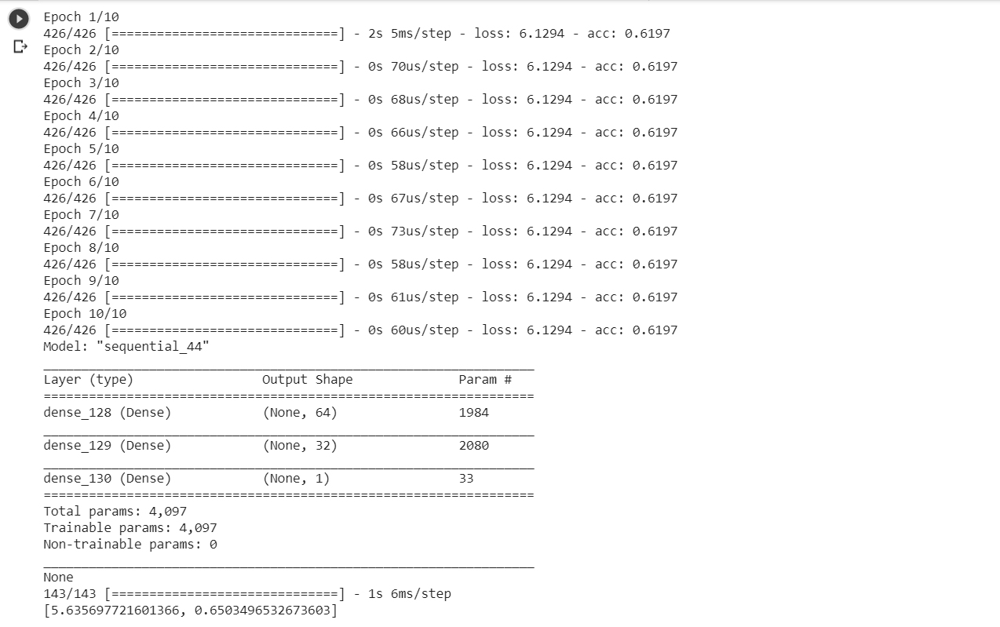 Epoch 1/10
426/426 [==============================] - 2s 5ms/step - loss: 6.1294 - acc: 0.6197
Epoch 2/10
426/426 [==============================] - 0s 70us/step - loss: 6.1294 - acc: 0.6197
Epoch 3/10
426/426 [==============================] - 0s 68us/step - loss: 6.1294 - acc: 0.6197
Epoch 4/10
426/426 [==============================] - 0s 66us/step - loss: 6.1294 - acc: 0.6197
Epoch 5/10
426/426 [==============================] - 0s 58us/step - loss: 6.1294 - acc: 0.6197
Epoch 6/10
426/426 [==============================] - 0s 67us/step - loss: 6.1294 - acc: 0.6197
Epoch 7/10
426/426 [==============================] - 0s 73us/step - loss: 6.1294 - acc: 0.6197
Epoch 8/10
426/426 [==============================] - 0s 58us/step - loss: 6.1294 - acc: 0.6197
Epoch 9/10
426/426 [==============================] - 0s 61us/step - loss: 6.1294 - acc: 0.6197
Epoch 10/10
426/426 [==============================] - 0s 60us/step - loss: 6.1294 - acc: 0.6197
Model: "sequential_44"
_________________________________________________________________
Layer (type)                 Output Shape              Param #
=================================================================
dense_128 (Dense)            (None, 64)                1984
_________________________________________________________________
dense_129 (Dense)            (None, 32)                2080
_________________________________________________________________
dense_130 (Dense)            (None, 1)                 33
=================================================================
Total params: 4,097
Trainable params: 4,097
Non-trainable params: 0
_________________________________________________________________
None
143/143 [==============================] - 1s 6ms/step
[5.635697721601366, 0.6503496532673603]